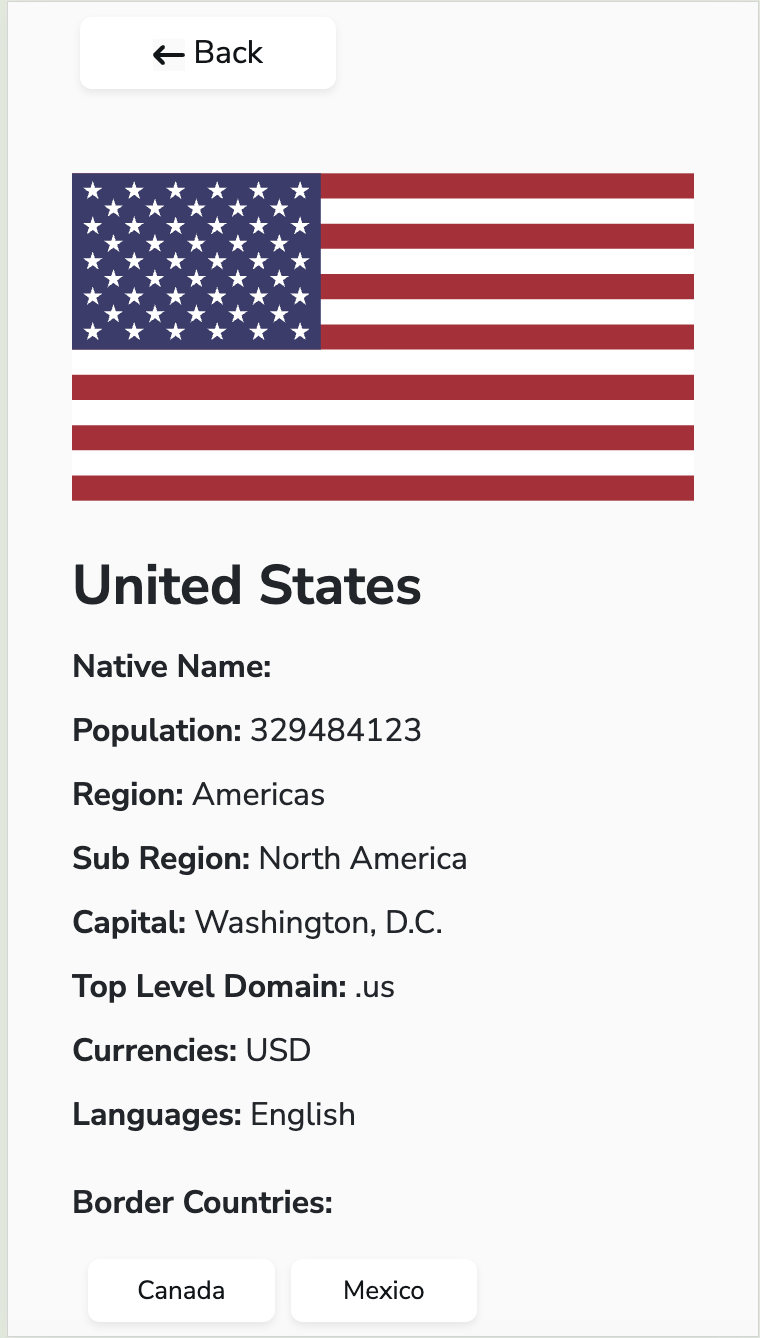 ← Back
United States
Native Name:
Population: 329484123
Region: Americas
Sub Region: North America
Capital: Washington, D.C.
Top Level Domain: .us
Currencies: USD
Languages: English
Border Countries:
Canada Mexico